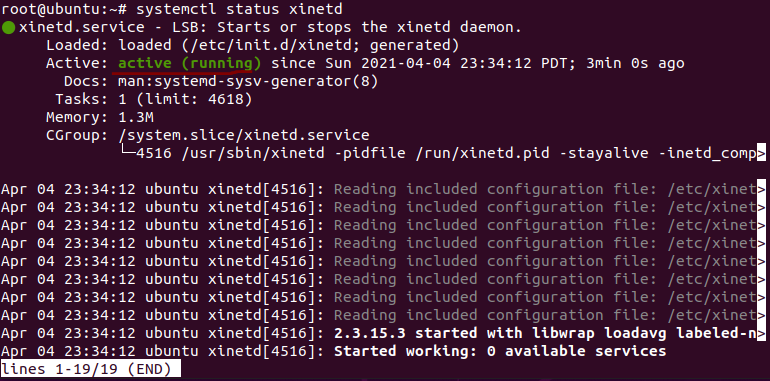 root@ubuntu:~# systemctl status xinetd
● xinetd.service - LSB: Starts or stops the xinetd daemon.
Loaded: loaded (/etc/init.d/xinetd; generated)
Active: active (running) since Sun 2021-04-04 23:34:12 PDT; 3min 0s ago
Docs: man:systemd-sysv-generator(8)
Tasks: 1 (limit: 4618)
Memory: 1.3M
CGroup: /system.slice/xinetd.service
└─4516 /usr/sbin/xinetd -pidfile /run/xinetd.pid -stayalive -inetd_comp>
Apr 04 23:34:12 ubuntu xinetd[4516]: Reading included configuration file: /etc/xinet>
Apr 04 23:34:12 ubuntu xinetd[4516]: Reading included configuration file: /etc/xinet>
Apr 04 23:34:12 ubuntu xinetd[4516]: Reading included configuration file: /etc/xinet>
Apr 04 23:34:12 ubuntu xinetd[4516]: Reading included configuration file: /etc/xinet>
Apr 04 23:34:12 ubuntu xinetd[4516]: Reading included configuration file: /etc/xinet>
Apr 04 23:34:12 ubuntu xinetd[4516]: Reading included configuration file: /etc/xinet>
Apr 04 23:34:12 ubuntu xinetd[4516]: Reading included configuration file: /etc/xinet>
Apr 04 23:34:12 ubuntu xinetd[4516]: Reading included configuration file: /etc/xinet>
Apr 04 23:34:12 ubuntu xinetd[4516]: 2.3.15.3 started with libwrap loadavg labeled-n>
Apr 04 23:34:12 ubuntu xinetd[4516]: Started working: 0 available services
lines 1-19/19 (END)